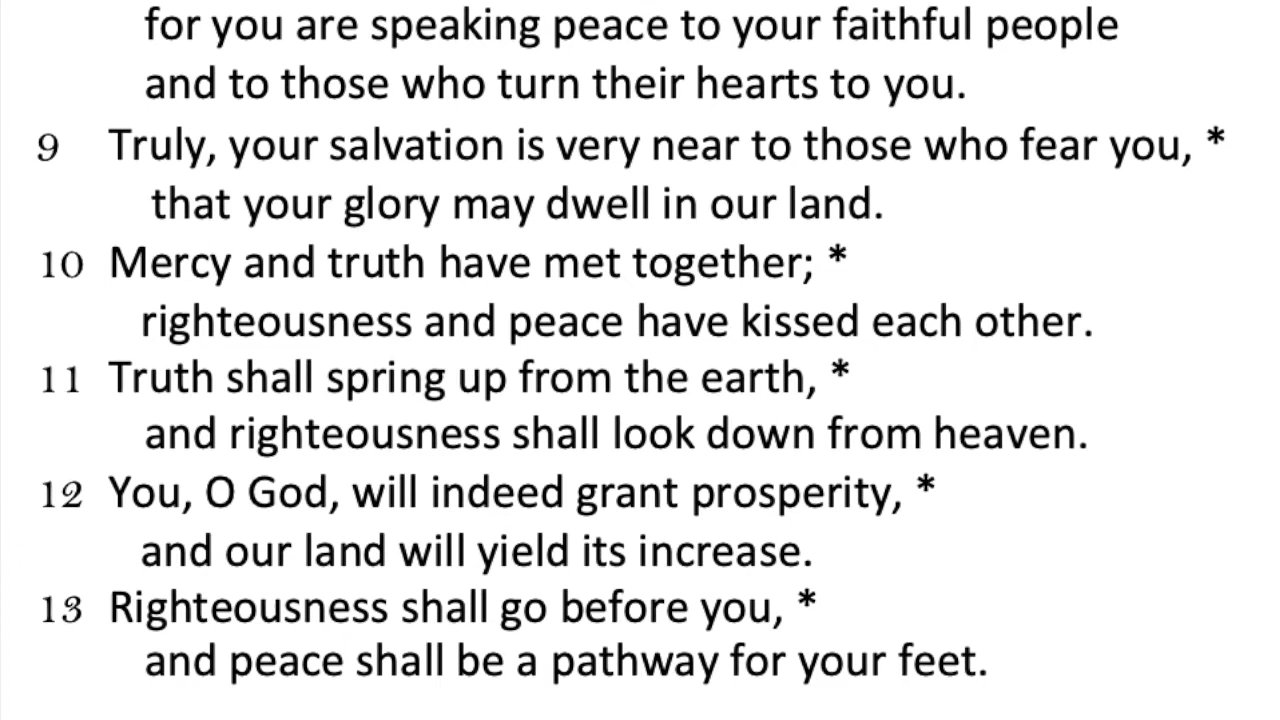 for you are speaking peace to your faithful people
and to those who turn their hearts to you.
9 Truly, your salvation is very near to those who fear you, *
that your glory may dwell in our land.
10 Mercy and truth have met together; *
righteousness and peace have kissed each other.
11 Truth shall spring up from the earth, *
and righteousness shall look down from heaven.
12 You, O God, will indeed grant prosperity, *
and our land will yield its increase.
13 Righteousness shall go before you, *
and peace shall be a pathway for your feet.